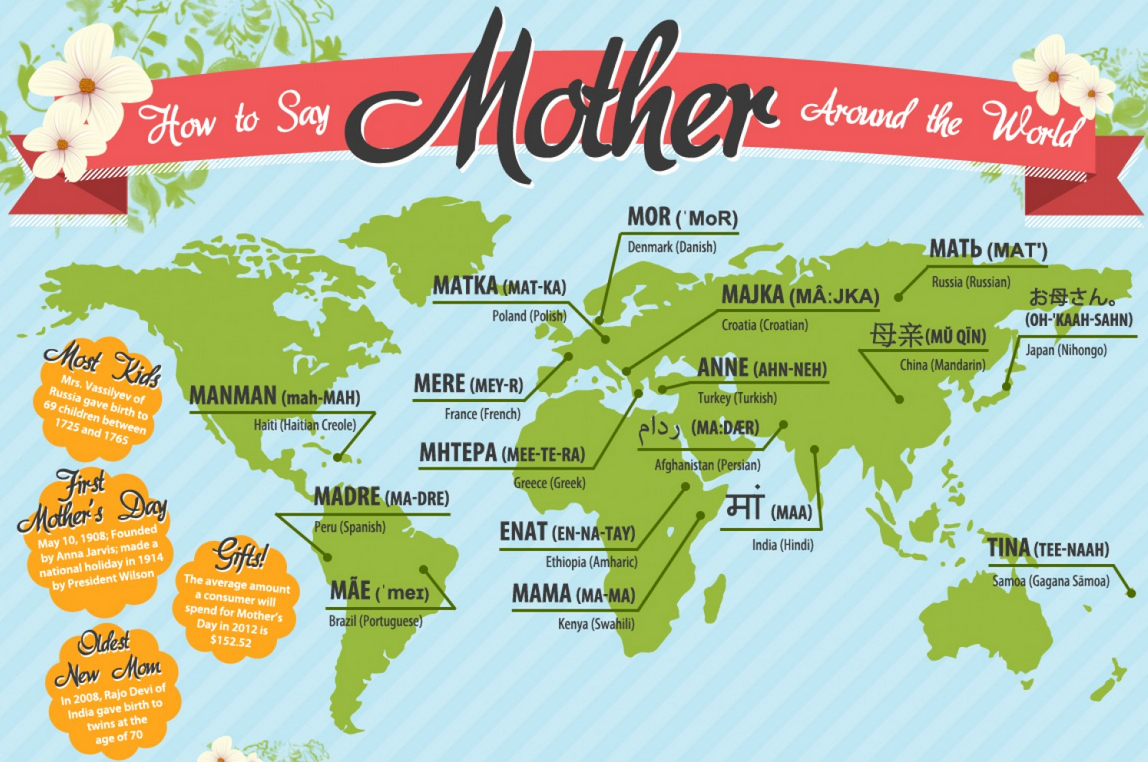 How to Say Mother Around the World
MOR (ˈMoR)
Denmark (Danish)
MATЬ (MAT')
Russia (Russian)
MATKA (MAT-KA)
Poland (Polish)
MAJKA (MÂ:JKA)
Croatia (Croatian)
お母さん。
(OH-'KAAH-SAHN)
Japan (Nihongo)
母亲 (MŬ QĪN)
China (Mandarin)
MERE (MEY-R)
France (French)
ANNE (AHN-NEH)
Turkey (Turkish)
MANMAN (mah-MAH)
Haiti (Haitian Creole)
ردام (MA:DÆR)
Afghanistan (Persian)
MHTEPA (MEE-TE-RA)
Greece (Greek)
MADRE (MA-DRE)
Peru (Spanish)
मां (MAA)
India (Hindi)
ENAT (EN-NA-TAY)
Ethiopia (Amharic)
TINA (TEE-NAAH)
Samoa (Gagana Sāmoa)
MÃE (ˈmeɪ)
Brazil (Portuguese)
MAMA (MA-MA)
Kenya (Swahili)
Most Kids
Mrs. Vassilyev of
Russia gave birth to
69 children between
1725 and 1765
First
Mother's Day
May 10, 1908; Founded
by Anna Jarvis; made a
national holiday in 1914
by President Wilson
Gifts!
The average amount
a consumer will
spend for Mother's
Day in 2012 is
$152.52
Oldest
New Mom
In 2008, Rajo Devi of
India gave birth to
twins at the
age of 70